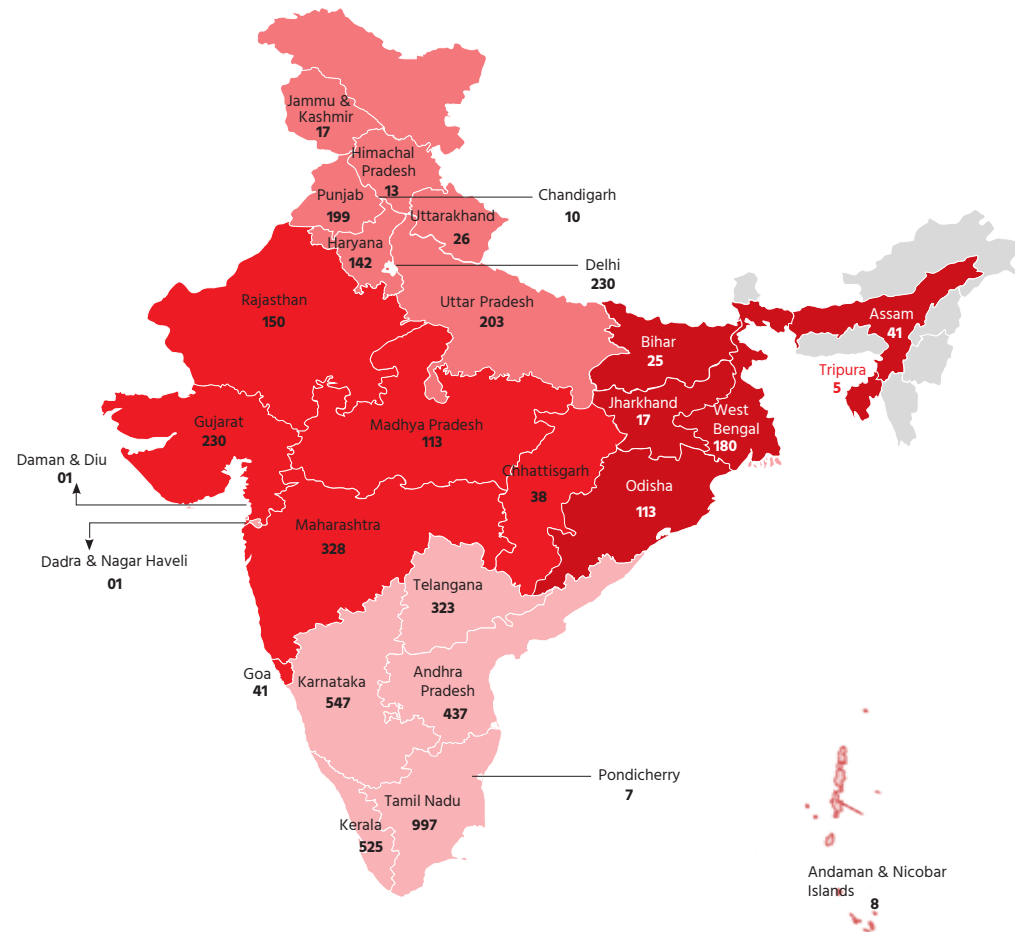 Jammu &
Kashmir
17
Himachal
Pradesh
13
Punjab
199
Chandigarh
10
Uttarakhand
26
Haryana
142
Delhi
230
Rajasthan
150
Uttar Pradesh
203
Assam
41
Bihar
25
Tripura
5
Jharkhand
17
West
Bengal
180
Gujarat
230
Madhya Pradesh
113
Daman & Diu
01
Chhattisgarh
38
Odisha
113
Maharashtra
328
Dadra & Nagar Haveli
01
Telangana
323
Goa
41
Karnataka
547
Andhra
Pradesh
437
Pondicherry
7
Tamil Nadu
997
Kerala
525
Andaman & Nicobar
Islands
8